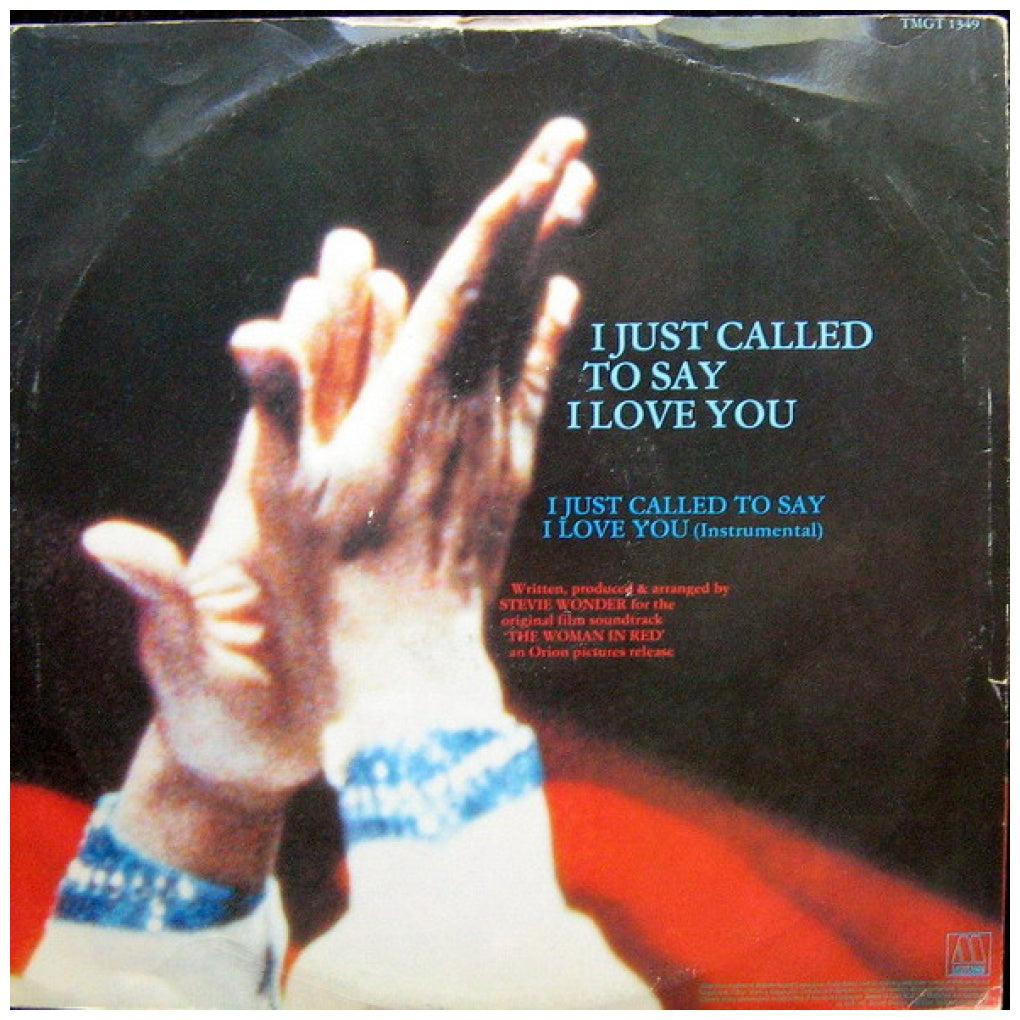 TMGT 1349
I JUST CALLED
TO SAY
I LOVE YOU
I JUST CALLED TO SAY
I LOVE YOU (Instrumental)
Written, produced & arranged by
STEVIE WONDER for the
original film soundtrack
'THE WOMAN IN RED'
an Orion pictures release